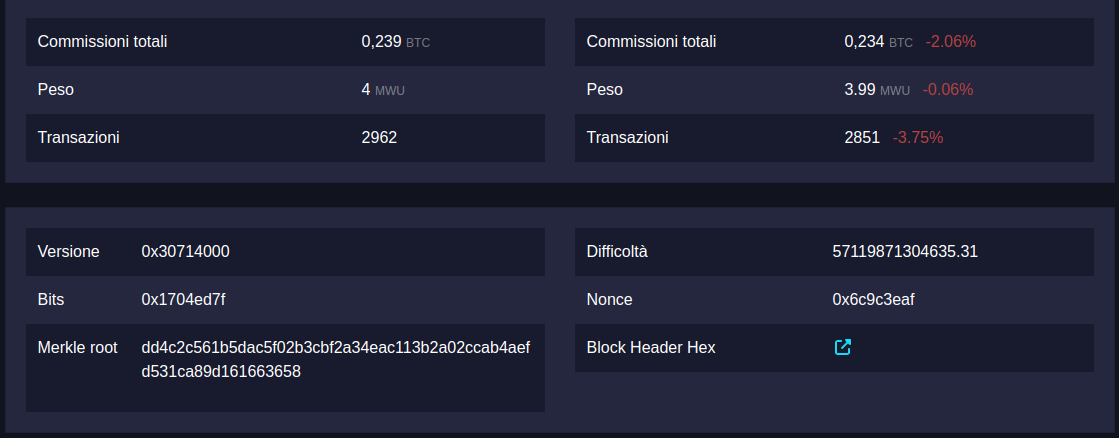 Commissioni totali 0,239 BTC
Peso 4 MWU
Transazioni 2962
Commissioni totali 0,234 BTC -2.06%
Peso 3.99 MWU -0.06%
Transazioni 2851 -3.75%
Versione 0x30714000
Bits 0x1704ed7f
Merkle root dd4c2c561b5dac5f02b3cbf2a34eac113b2a02ccab4aef
d531ca89d161663658
Difficoltà 57119871304635.31
Nonce 0x6c9c3eaf
Block Header Hex